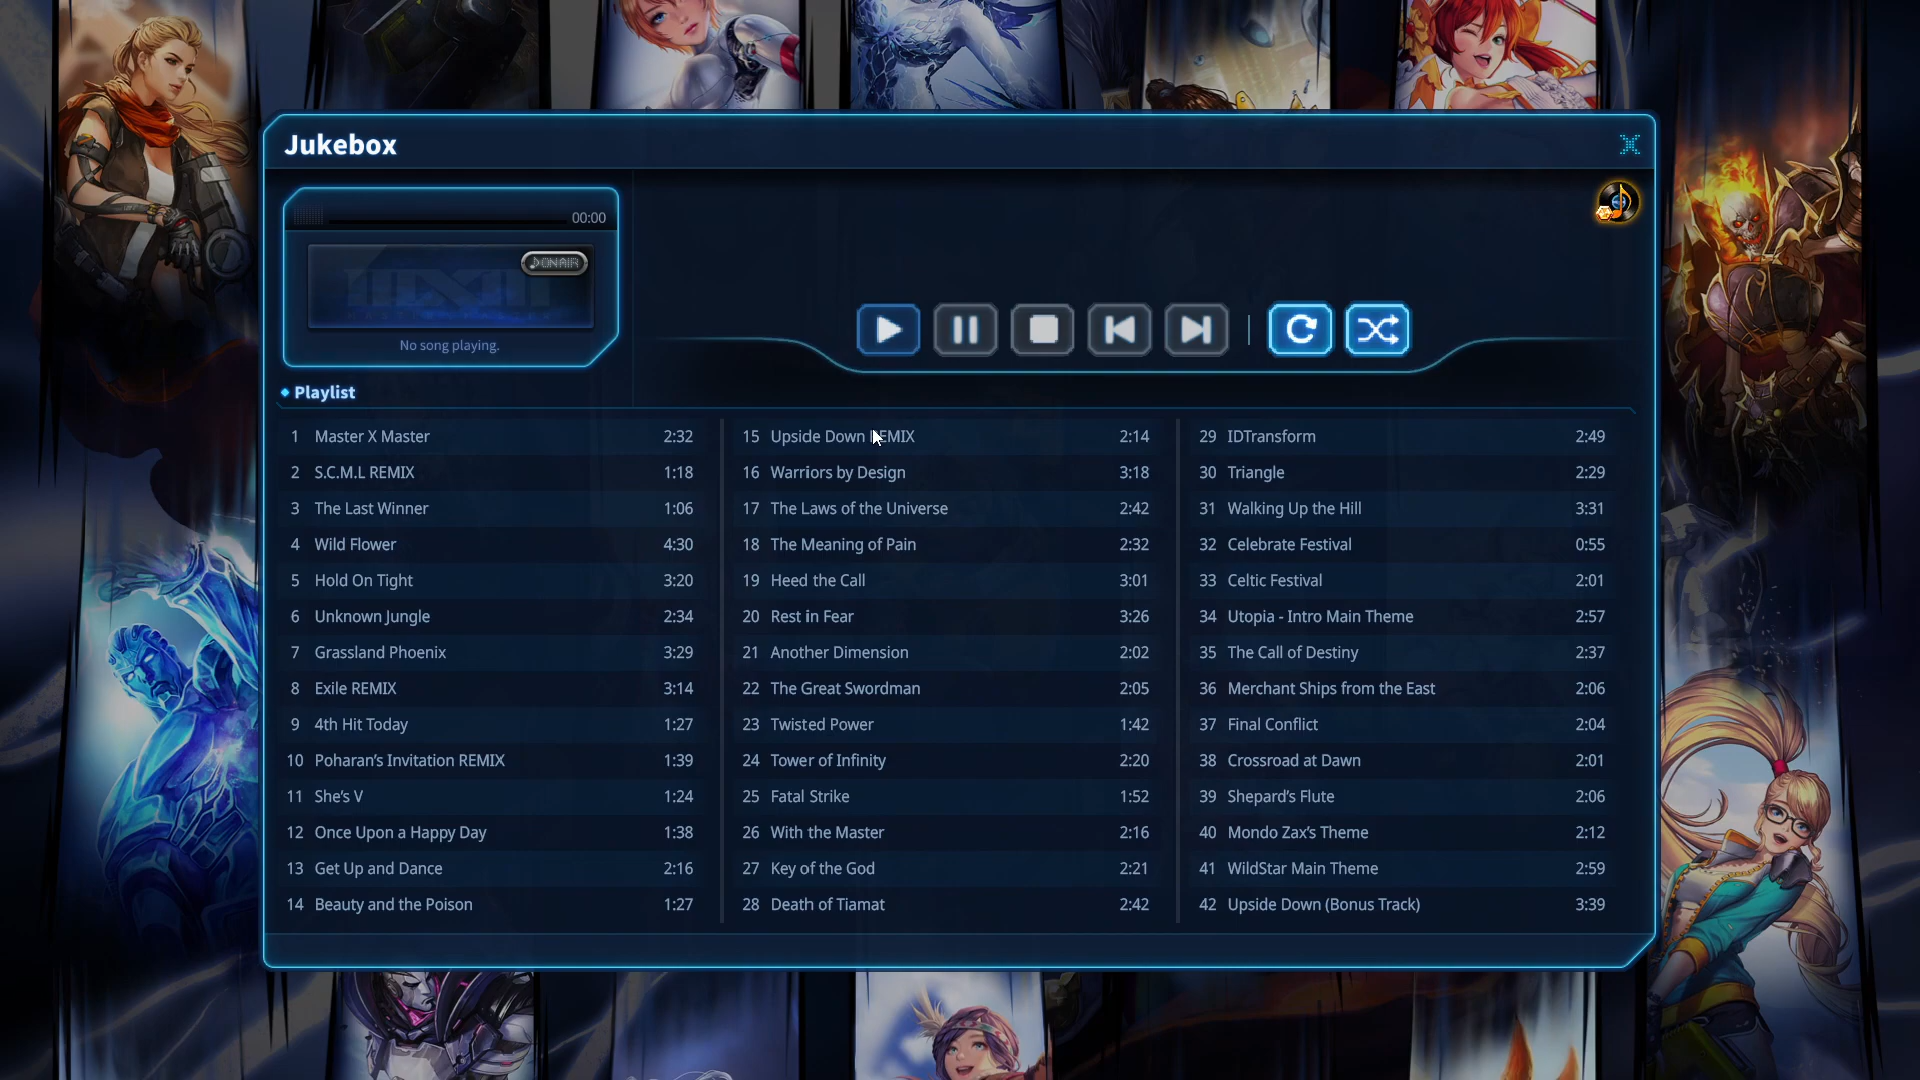 Jukebox
00:00
ON AIR
No song playing.
Playlist
1 Master X Master 2:32
2 S.C.M.L REMIX 1:18
3 The Last Winner 1:06
4 Wild Flower 4:30
5 Hold On Tight 3:20
6 Unknown Jungle 2:34
7 Grassland Phoenix 3:29
8 Exile REMIX 3:14
9 4th Hit Today 1:27
10 Poharan's Invitation REMIX 1:39
11 She's V 1:24
12 Once Upon a Happy Day 1:38
13 Get Up and Dance 2:16
14 Beauty and the Poison 1:27
15 Upside Down REMIX 2:14
16 Warriors by Design 3:18
17 The Laws of the Universe 2:42
18 The Meaning of Pain 2:32
19 Heed the Call 3:01
20 Rest in Fear 3:26
21 Another Dimension 2:02
22 The Great Swordman 2:05
23 Twisted Power 1:42
24 Tower of Infinity 2:20
25 Fatal Strike 1:52
26 With the Master 2:16
27 Key of the God 2:21
28 Death of Tiamat 2:42
29 IDTransform 2:49
30 Triangle 2:29
31 Walking Up the Hill 3:31
32 Celebrate Festival 0:55
33 Celtic Festival 2:01
34 Utopia - Intro Main Theme 2:57
35 The Call of Destiny 2:37
36 Merchant Ships from the East 2:06
37 Final Conflict 2:04
38 Crossroad at Dawn 2:01
39 Shepard's Flute 2:06
40 Mondo Zax's Theme 2:12
41 WildStar Main Theme 2:59
42 Upside Down (Bonus Track) 3:39